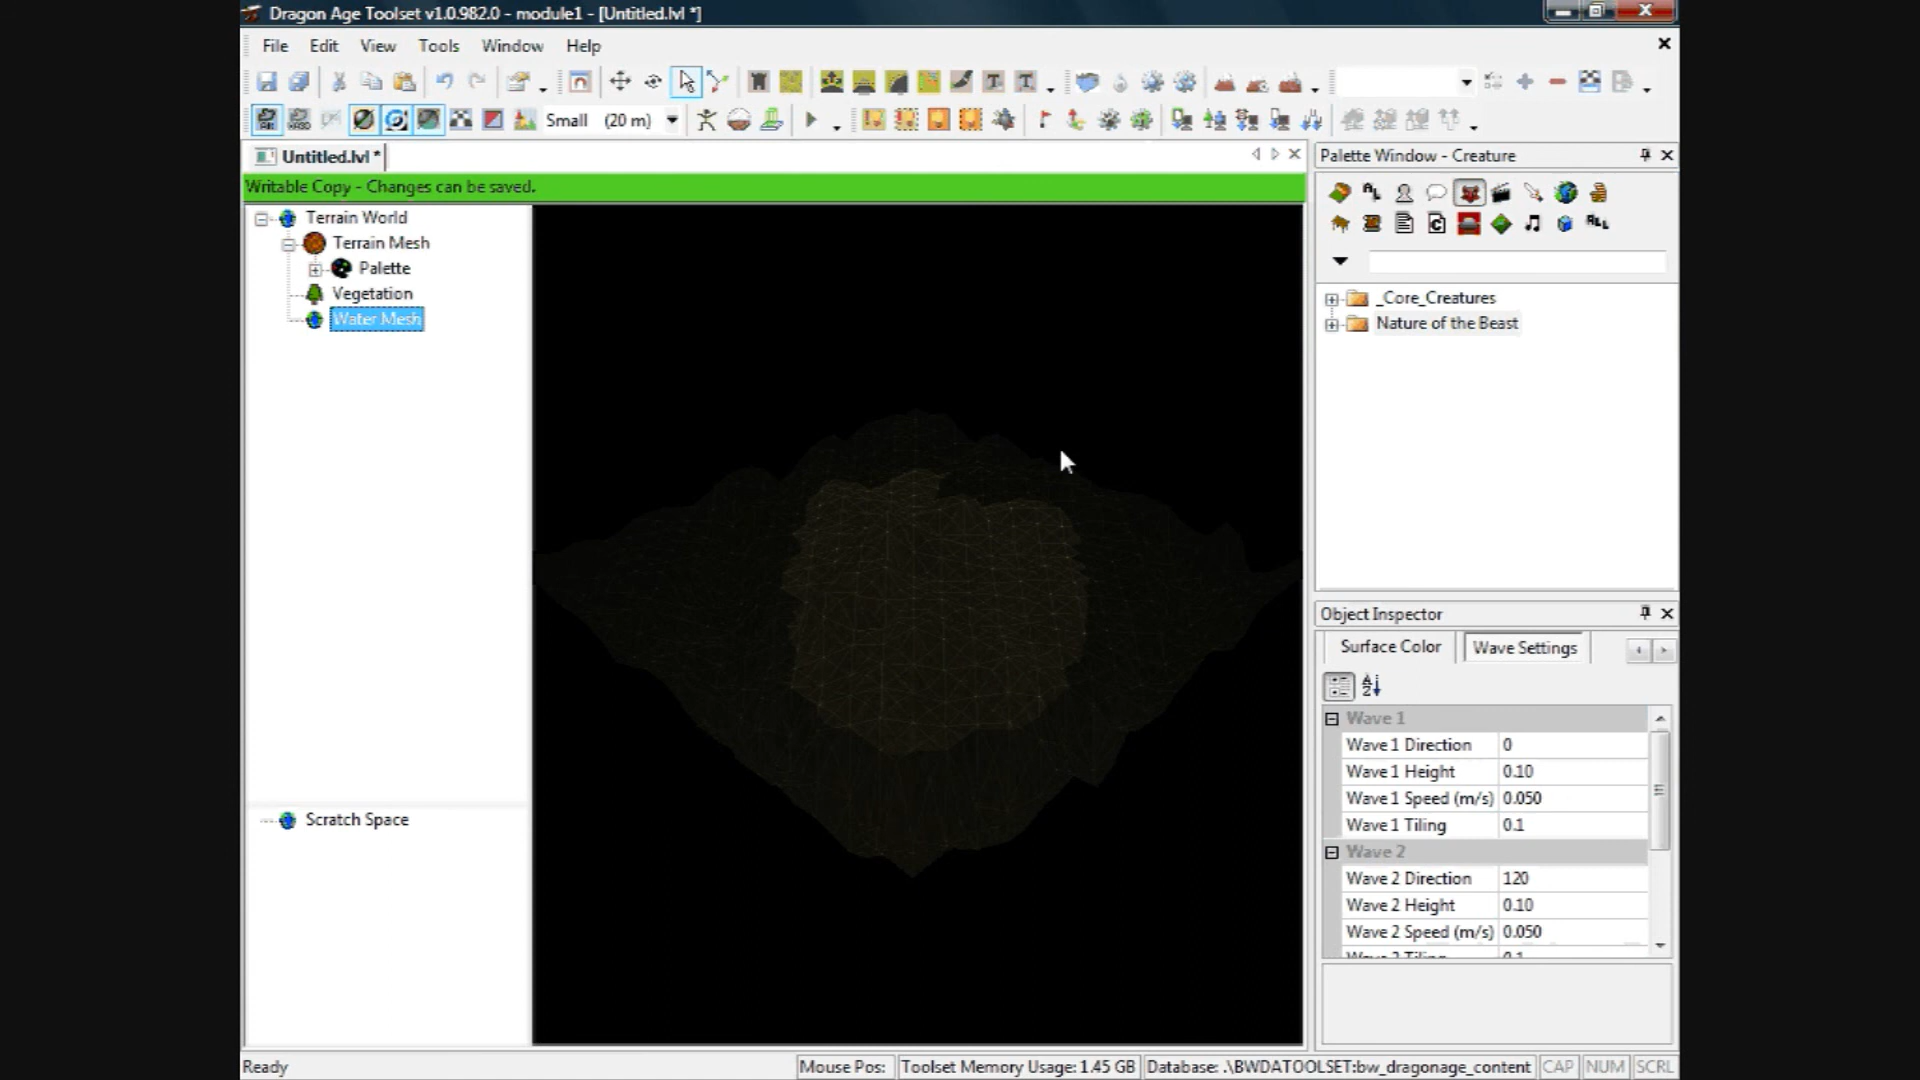 Dragon Age Toolset v1.0.982.0 - module1 - [Untitled.lvl *]
File Edit View Tools Window Help
Small (20 m)
Untitled.lvl *
Writable Copy - Changes can be saved.
Terrain World
Terrain Mesh
Palette
Vegetation
Water Mesh
Scratch Space
Palette Window - Creature
_Core_Creatures
Nature of the Beast
Object Inspector
Surface Color Wave Settings
Wave 1
Wave 1 Direction 0
Wave 1 Height 0.10
Wave 1 Speed (m/s) 0.050
Wave 1 Tiling 0.1
Wave 2
Wave 2 Direction 120
Wave 2 Height 0.10
Wave 2 Speed (m/s) 0.050
Wave 2 Tiling 0.1
Ready Mouse Pos: Toolset Memory Usage: 1.45 GB Database: .\BWDATOOLSET:bw_dragonage_content CAP NUM SCRL